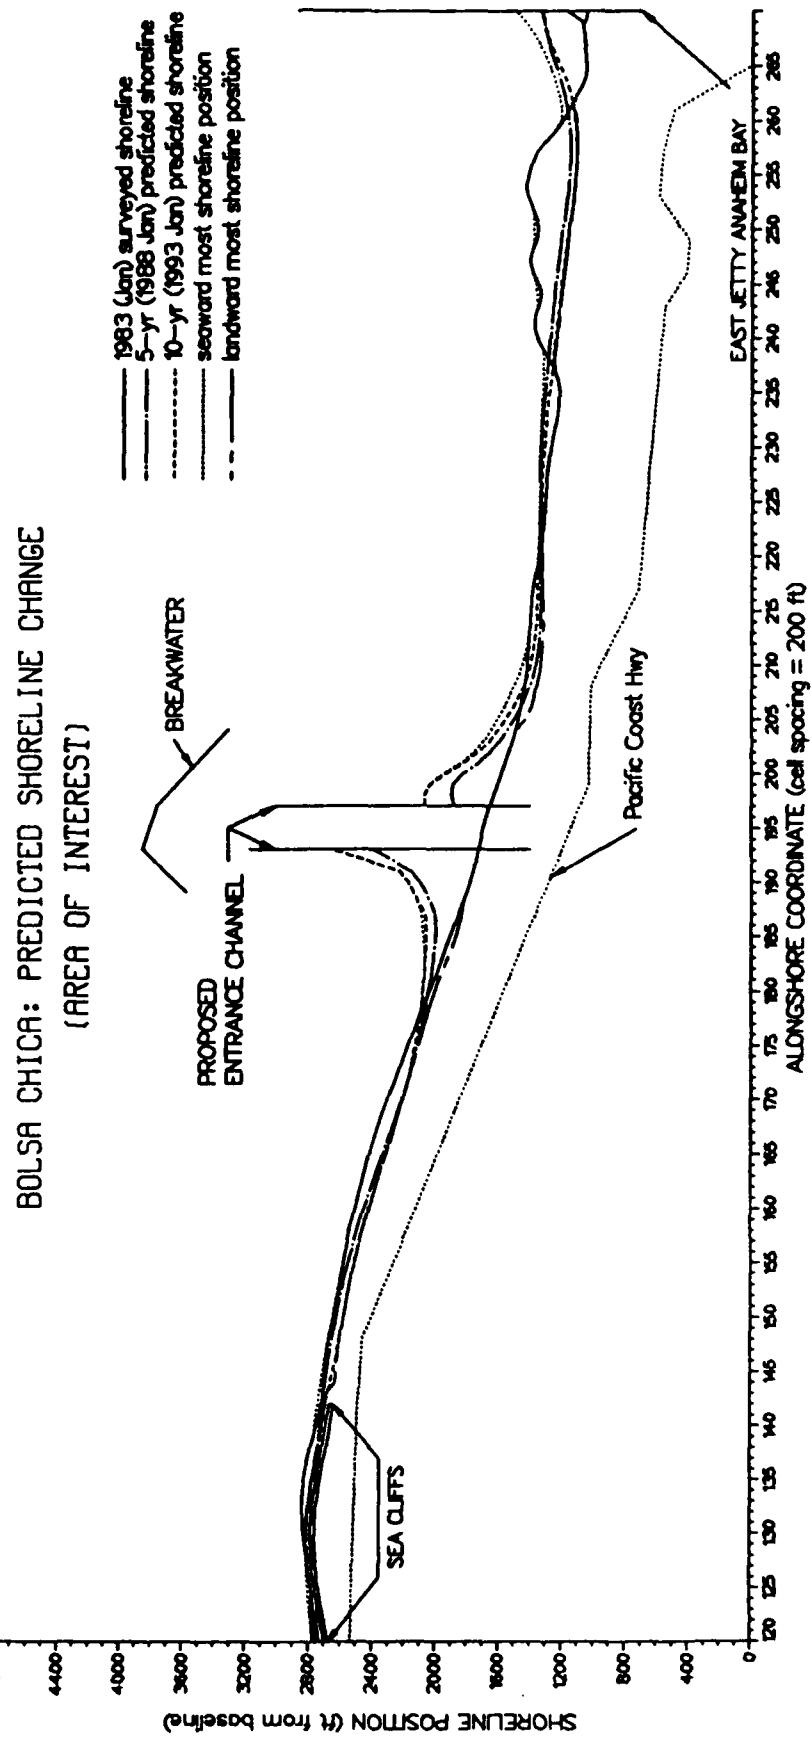 BOLSA CHICA: PREDICTED SHORELINE CHANGE
(AREA OF INTEREST)
1983 (Jan) surveyed shoreline
5-yr (1988 Jan) predicted shoreline
10-yr (1993 Jan) predicted shoreline
seaward most shoreline position
landward most shoreline position
BREAKWATER
PROPOSED
ENTRANCE CHANNEL
SEA CLIFFS
Pacific Coast Hwy
EAST JETTY ANAHEIM BAY
SHORELINE POSITION (ft from baseline)
4400
4000
3600
3200
2800
2400
2000
1600
1200
800
400
0
120 125 130 135 140 145 150 155 160 165 170 175 180 185 190 195 200 205 210 215 220 225 230 235 240 245 250 255 260 265
ALONGSHORE COORDINATE (cell spacing = 200 ft)